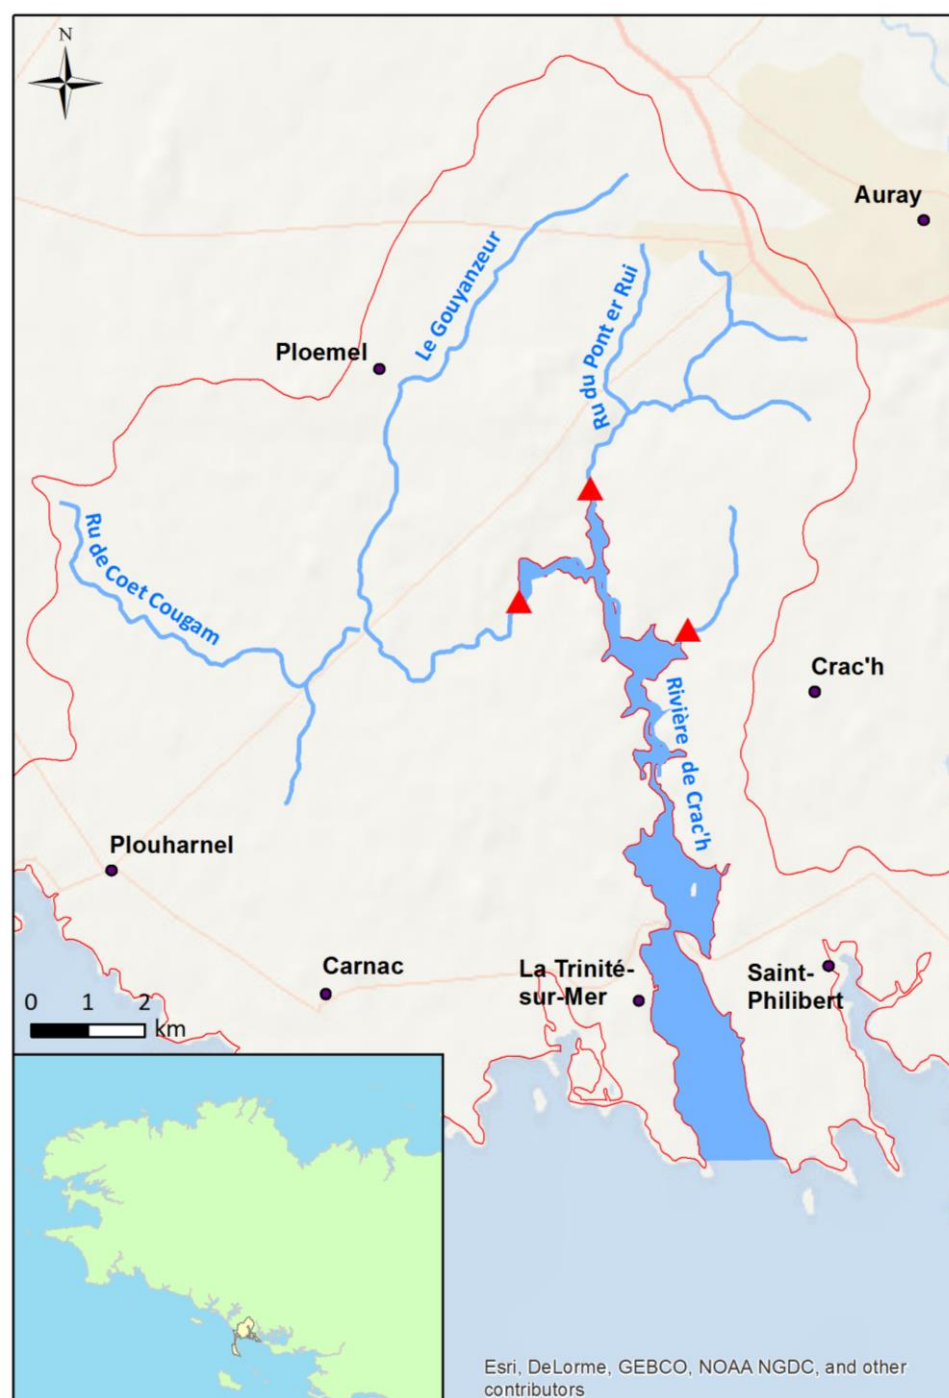 N
Auray
Le Gouyanzeur
Ru du Pont er Rui
Ploemel
Ru de Coet Cougam
Crac'h
Rivière de Crac'h
Plouharnel
Carnac
La Trinité-
sur-Mer
Saint-
Philibert
0 1 2
km
Esri, DeLorme, GEBCO, NOAA NGDC, and other
contributors